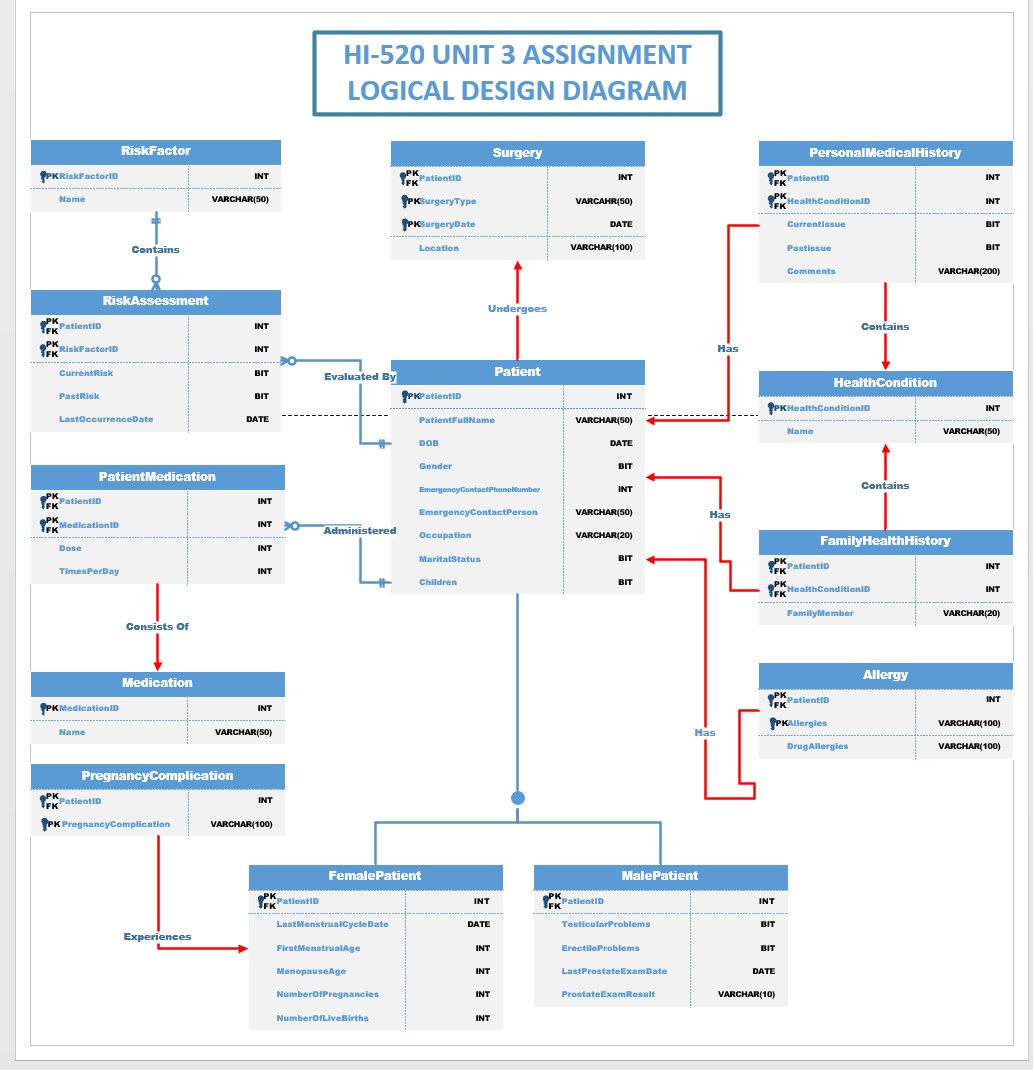 HI-520 UNIT 3 ASSIGNMENT
LOGICAL DESIGN DIAGRAM
RiskFactor
PK RiskFactorID INT
Name VARCHAR(50)
Contains
RiskAssessment
PK FK PatientID INT
PK FK RiskFactorID INT
CurrentRisk BIT
PastRisk BIT
LastOccurrenceDate DATE
Evaluated By
PatientMedication
PK FK PatientID INT
PK FK MedicationID INT
Dose INT
TimesPerDay INT
Administered
Consists Of
Medication
PK MedicationID INT
Name VARCHAR(50)
PregnancyComplication
PK FK PatientID INT
PK PregnancyComplication VARCHAR(100)
Experiences
Surgery
PK FK PatientID INT
PK SurgeryType VARCAHR(50)
PK SurgeryDate DATE
Location VARCHAR(100)
Undergoes
Patient
PK PatientID INT
PatientFullName VARCHAR(50)
DOB DATE
Gender BIT
EmergencyContactPhoneNumber INT
EmergencyContactPerson VARCHAR(50)
Occupation VARCHAR(20)
MaritalStatus BIT
Children BIT
PersonalMedicalHistory
PK FK PatientID INT
PK FK HealthConditionID INT
CurrentIssue BIT
PastIssue BIT
Comments VARCHAR(200)
Has
Contains
HealthCondition
PK HealthConditionID INT
Name VARCHAR(50)
Contains
Has
FamilyHealthHistory
PK FK PatientID INT
PK FK HealthConditionID INT
FamilyMember VARCHAR(20)
Allergy
PK FK PatientID INT
PK Allergies VARCHAR(100)
DrugAllergies VARCHAR(100)
Has
FemalePatient
PK FK PatientID INT
LastMenstrualCycleDate DATE
FirstMenstrualAge INT
MenopauseAge INT
NumberOfPregnancies INT
NumberOfLiveBirths INT
MalePatient
PK FK PatientID INT
TesticularProblems BIT
ErectileProblems BIT
LastProstateExamDate DATE
ProstateExamResult VARCHAR(10)